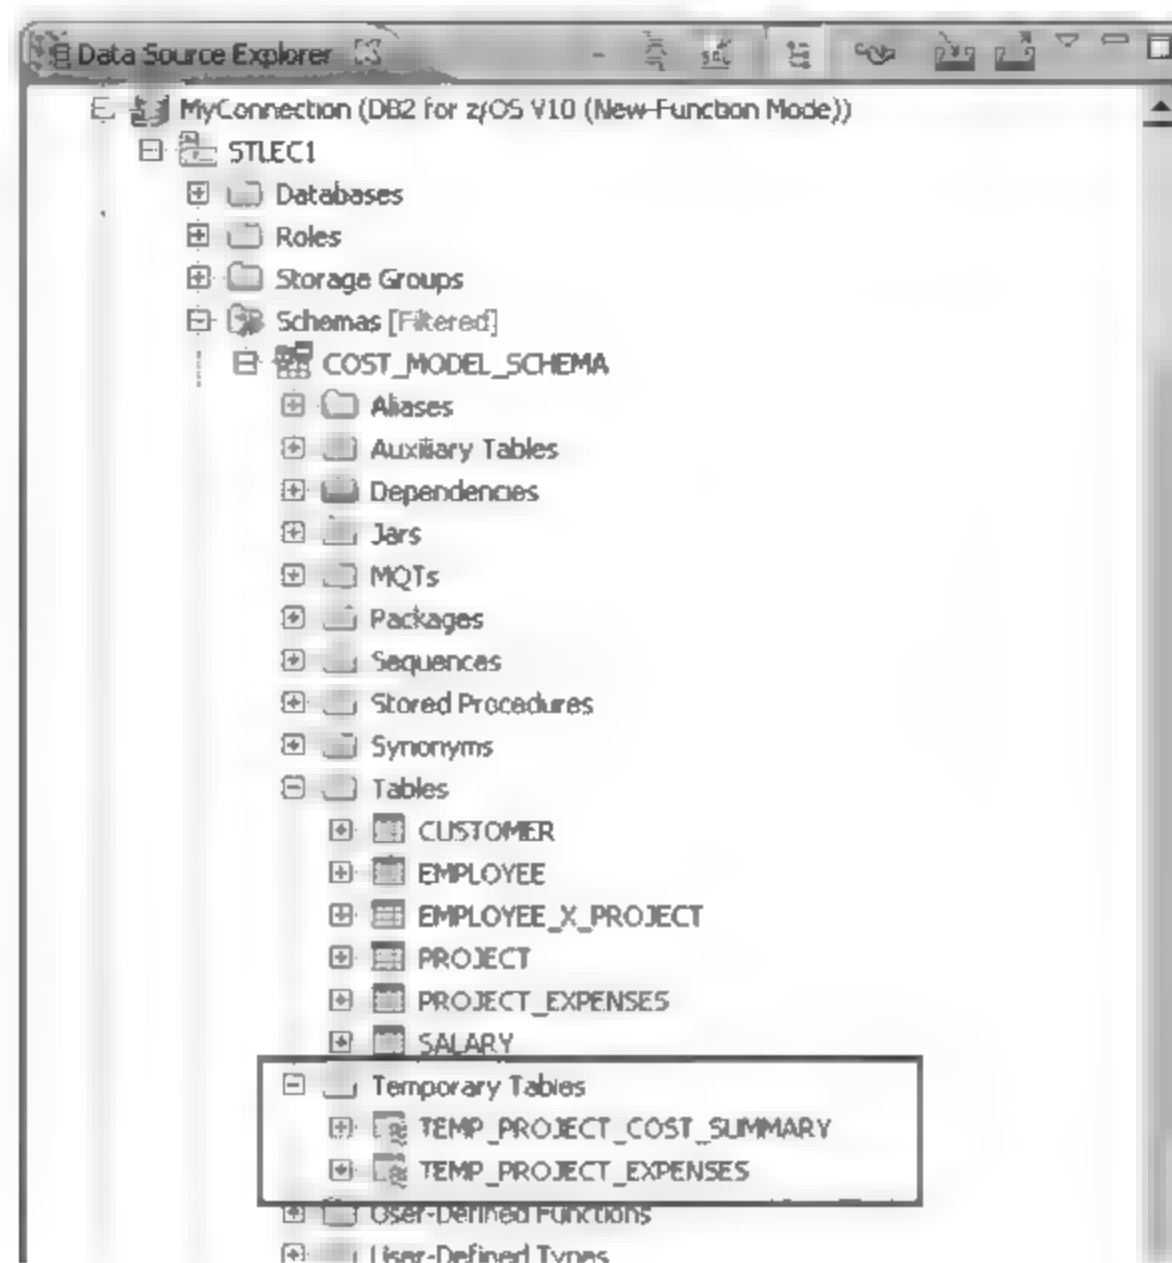 Data Source Explorer
MyConnection (DB2 for z/OS V10 (New-Function Mode))
STLEC1
Databases
Roles
Storage Groups
Schemas [Filtered]
COST_MODEL_SCHEMA
Aliases
Auxiliary Tables
Dependencies
Jars
MQTs
Packages
Sequences
Stored Procedures
Synonyms
Tables
CUSTOMER
EMPLOYEE
EMPLOYEE_X_PROJECT
PROJECT
PROJECT_EXPENSES
SALARY
Temporary Tables
TEMP_PROJECT_COST_SUMMARY
TEMP_PROJECT_EXPENSES
User-Defined Functions
User-Defined Types